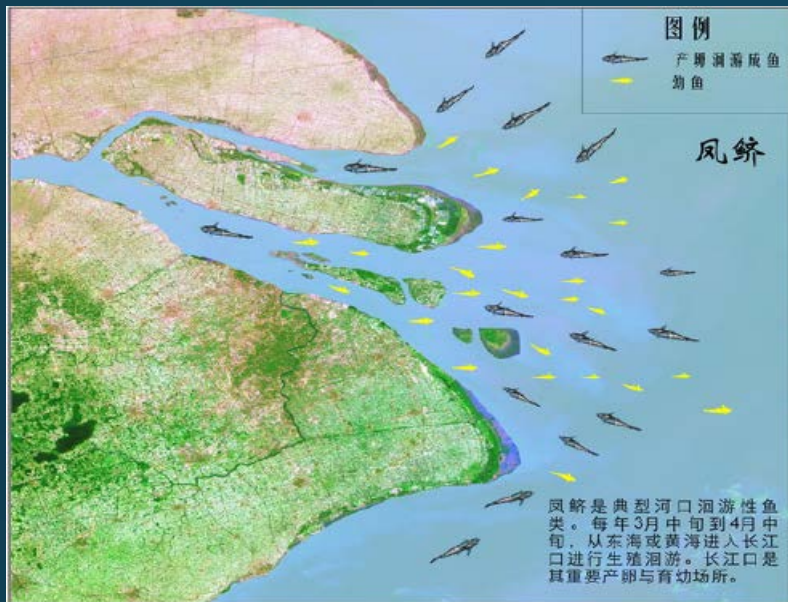 图例
产卵洄游成鱼
幼鱼
凤鲚
凤鲚是典型河口洄游性鱼
类。每年3月中旬到4月中
旬，从东海或黄海进入长江
口进行生殖洄游。长江口是
其重要产卵与育幼场所。